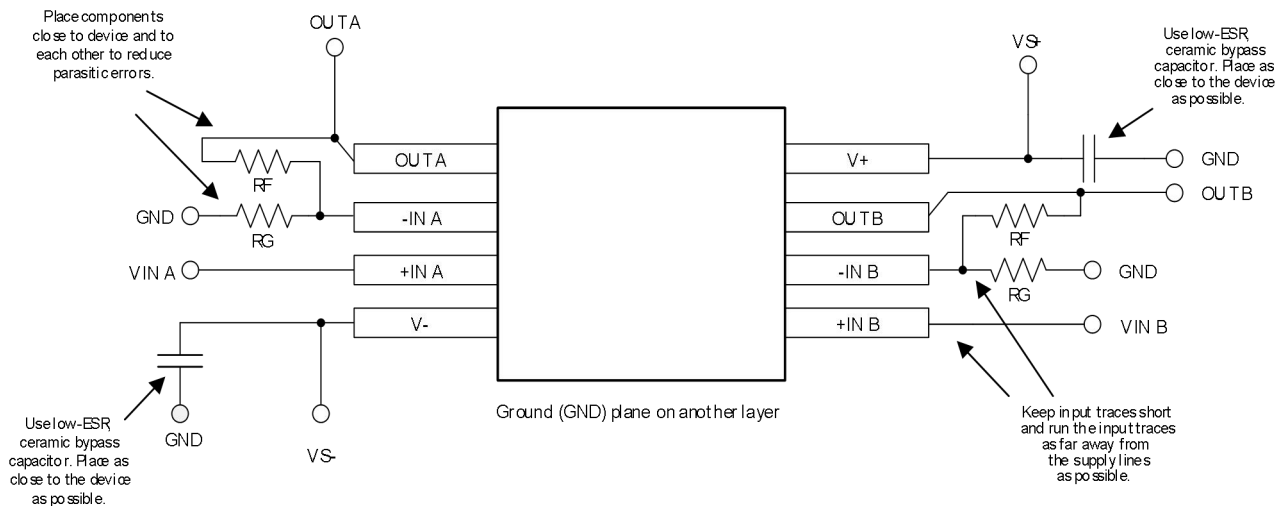 Place components
close to device and to
each other to reduce
parasitic errors.
OUT A
VS+
Use low-ESR,
ceramic bypass
capacitor. Place as
close to the device
as possible.
OUT A
V+
GND
RF
OUT B
GND
-IN A
OUT B
RF
RG
VIN A
+IN A
-IN B
GND
RG
V-
+IN B
VIN B
Use low-ESR,
ceramic bypass
capacitor. Place as
close to the device
as possible.
GND
VS-
Ground (GND) plane on another layer
Keep input traces short
and run the input traces
as far away from
the supply lines
as possible.